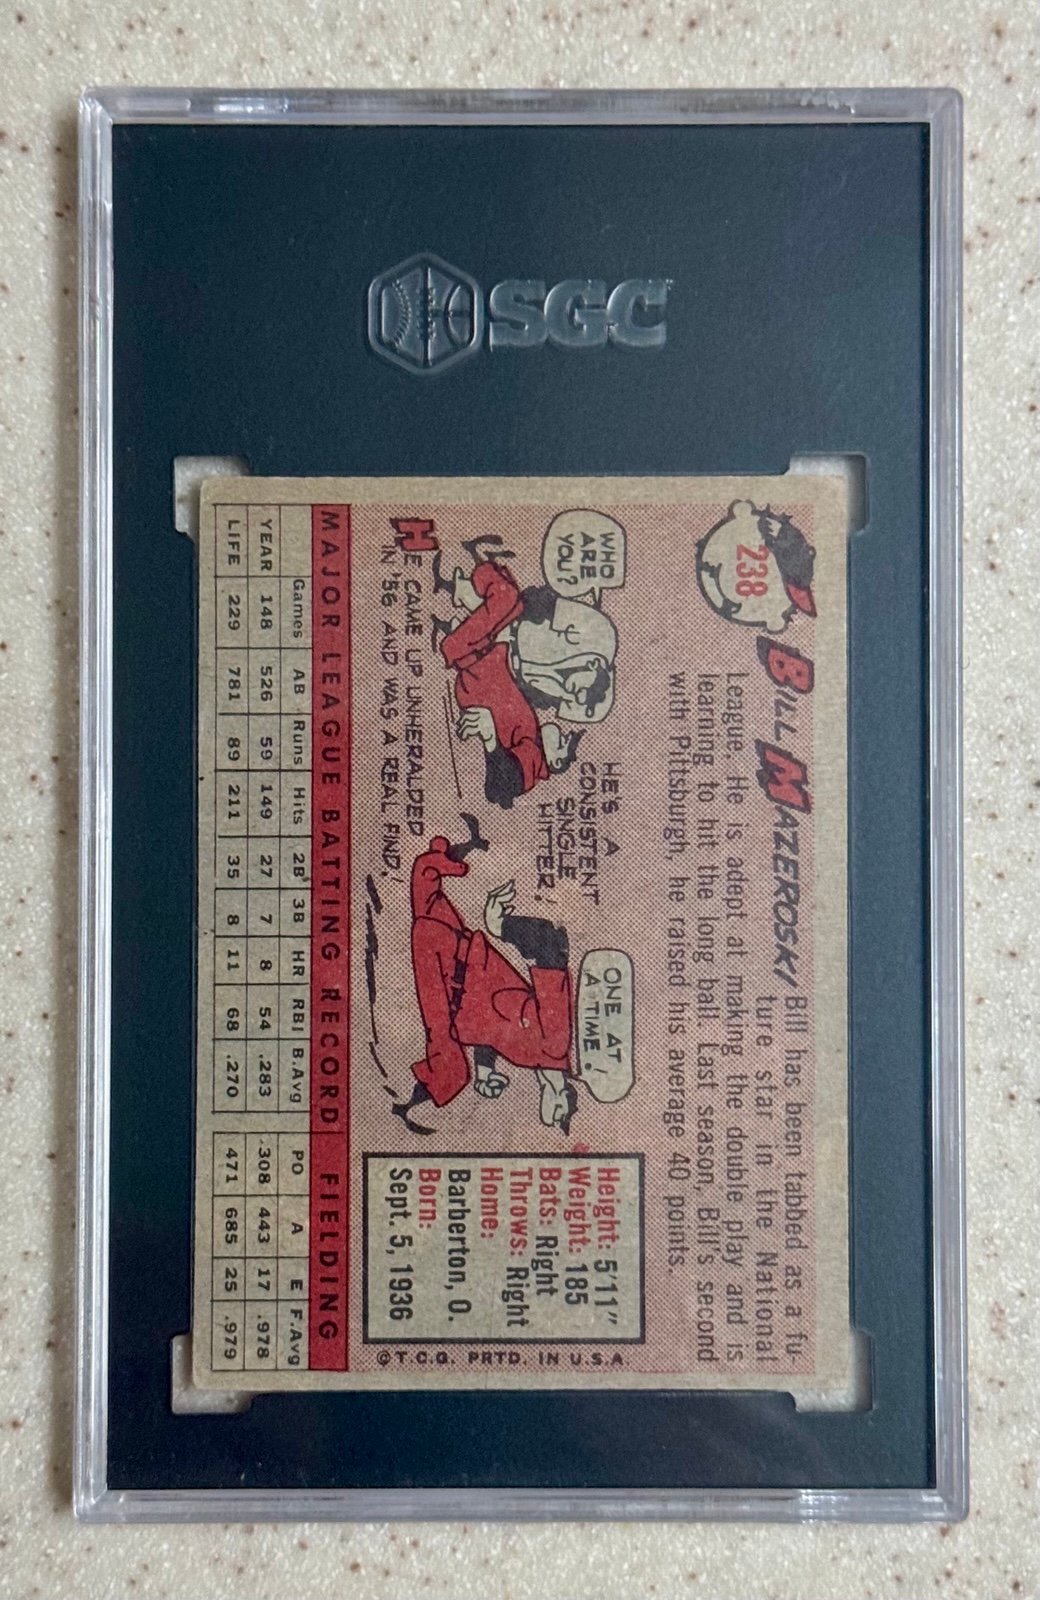 SGC
238
BILL MAZEROSKI
Bill has been tabbed as a fu-
ture star in the National
League. He is adept at making the double play and is
learning to hit the long ball. Last season, Bill's second
with Pittsburgh, he raised his average 40 points.
WHO
ARE
YOU?
HE'S A
CONSISTENT
SINGLE
HITTER!
ONE AT
A TIME!
HE CAME UP UNHERALDED
IN '56 AND WAS A REAL FIND!
Height: 5'11"
Weight: 185
Bats: Right
Throws: Right
Home:
Barberton, O.
Born:
Sept. 5, 1936
©T.C.G. PRTD. IN U.S.A.
MAJOR LEAGUE BATTING RECORD FIELDING
Games AB Runs Hits 2B 3B HR RBI B.Avg PO A E F.Avg
YEAR 148 526 59 149 27 7 8 54 .283 .308 443 17 .978
LIFE 229 781 89 211 35 8 11 68 .270 471 685 25 .979